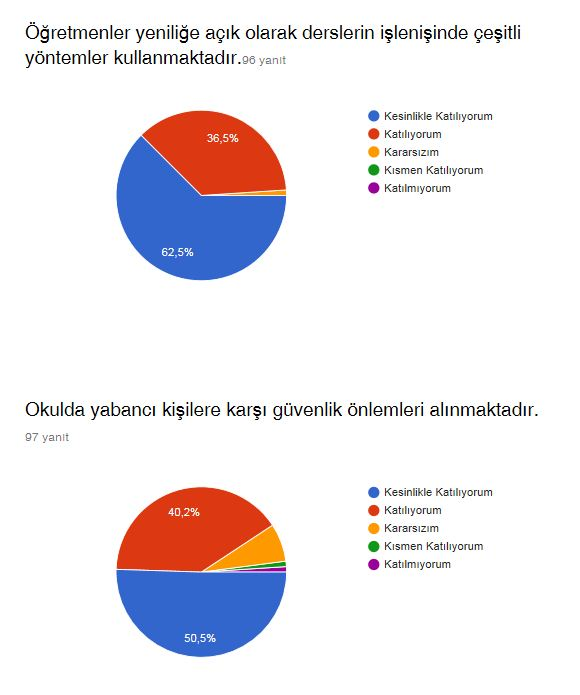 Öğretmenler yeniliğe açık olarak derslerin işlenişinde çeşitli
yöntemler kullanmaktadır.96 yanıt
Kesinlikle Katılıyorum
Katılıyorum
Kararsızım
Kısmen Katılıyorum
Katılmıyorum
36,5%
62,5%
Okulda yabancı kişilere karşı güvenlik önlemleri alınmaktadır.
97 yanıt
Kesinlikle Katılıyorum
Katılıyorum
Kararsızım
Kısmen Katılıyorum
Katılmıyorum
40,2%
50,5%